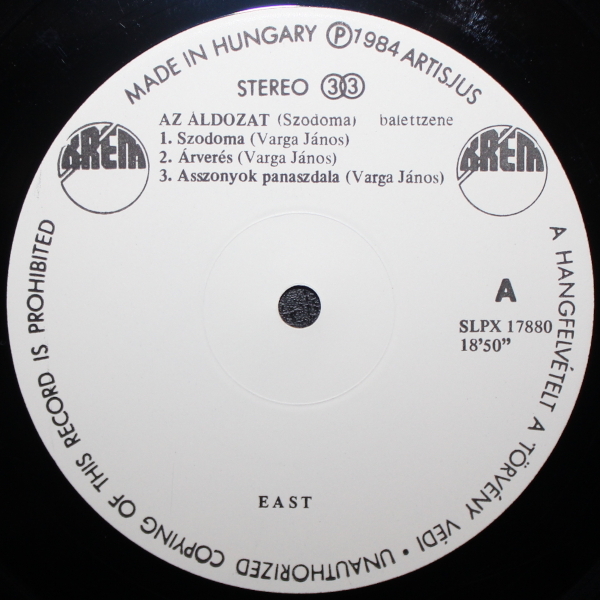 MADE IN HUNGARY Ⓟ 1984 ARTISJUS
STEREO 33
AZ ÁLDOZAT (Szodoma) balettzene
1. Szodoma (Varga János)
2. Árverés (Varga János)
3. Asszonyok panaszdala (Varga János)
KRÉM
KRÉM
A
SLPX 17880
18'50"
EAST
A HANGFELVÉTELT A TÖRVÉNY VÉDI • UNAUTHORIZED COPYING OF THIS RECORD IS PROHIBITED